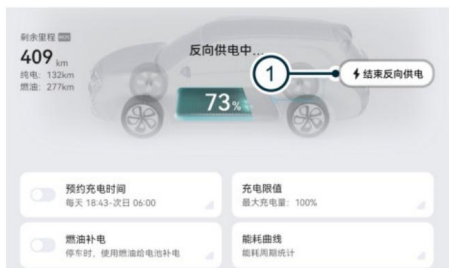 剩余里程
409 km
纯电: 132km
燃油: 277km
反向供电中...
1
结束反向供电
73%
预约充电时间
每天 18:43-次日 06:00
充电限值
最大充电量: 100%
燃油补电
停车时，使用燃油给电池补电
能耗曲线
能耗周期统计